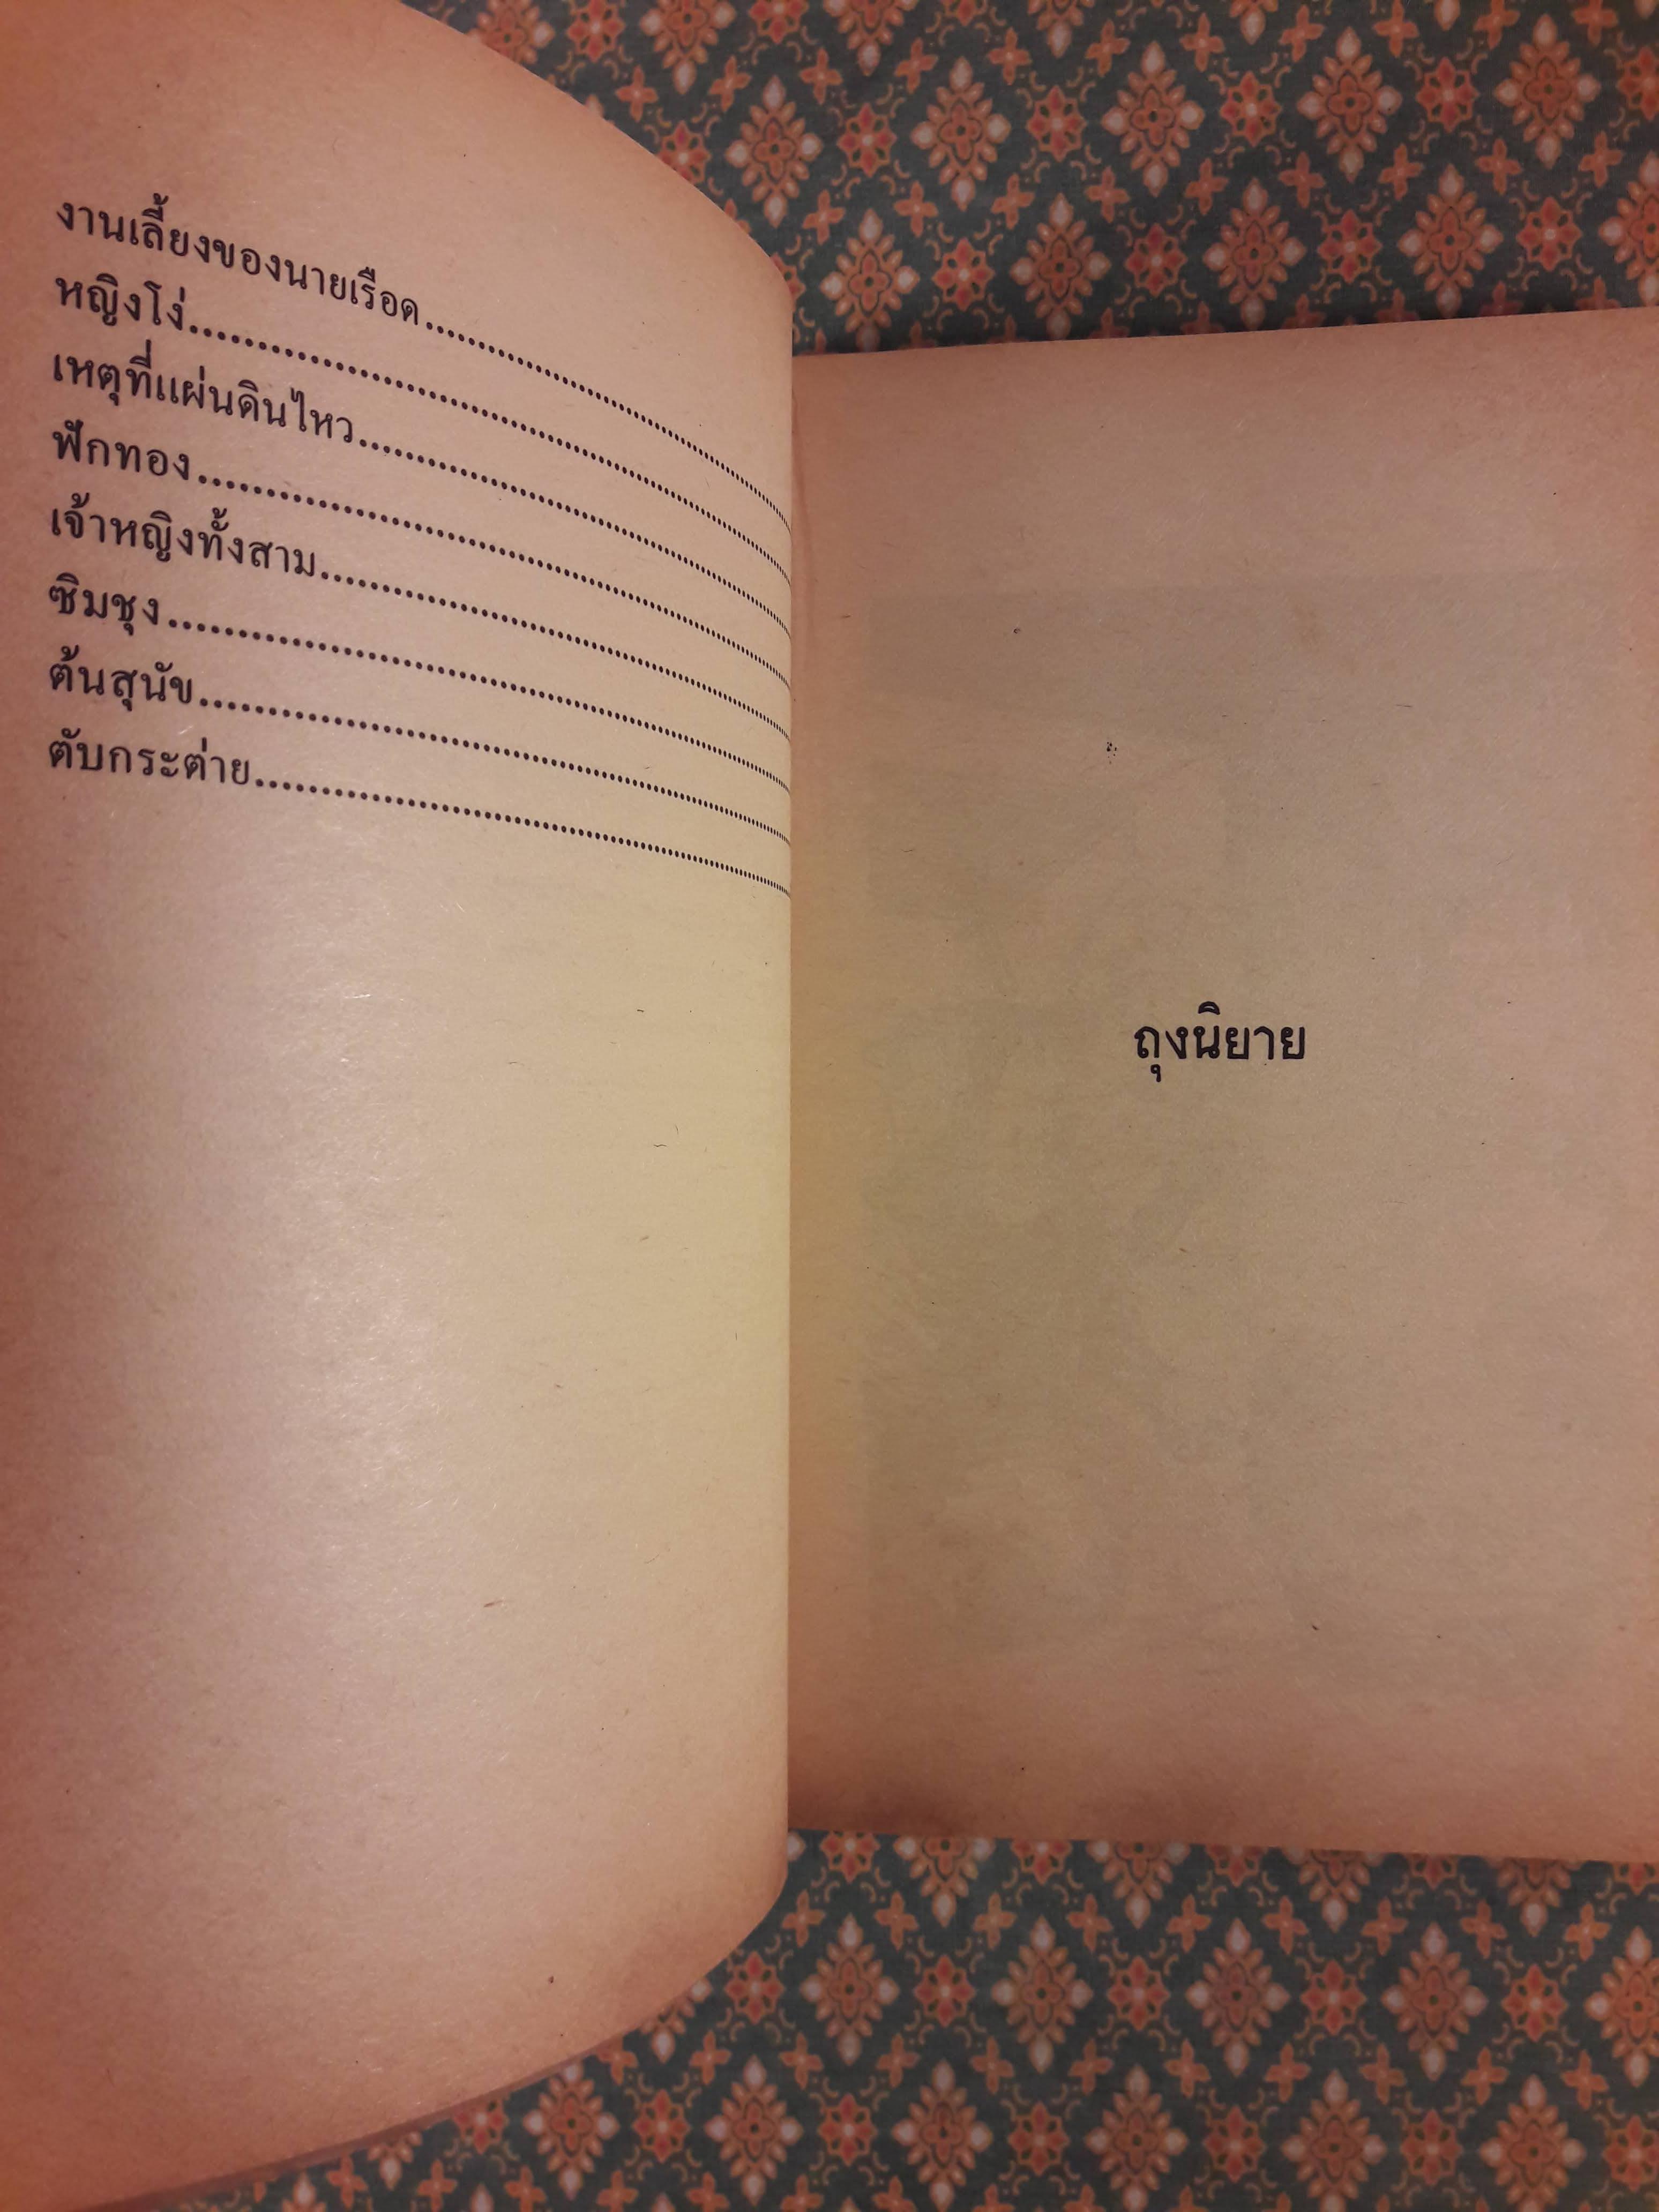 งานเลี้ยงของนายเรือด........................................
หญิงโง่........................................
เหตุที่แผ่นดินไหว........................................
ฟักทอง........................................
เจ้าหญิงทั้งสาม........................................
ซิมชุง........................................
ต้นสุนัข........................................
ตับกระต่าย........................................
ถุงนิยาย